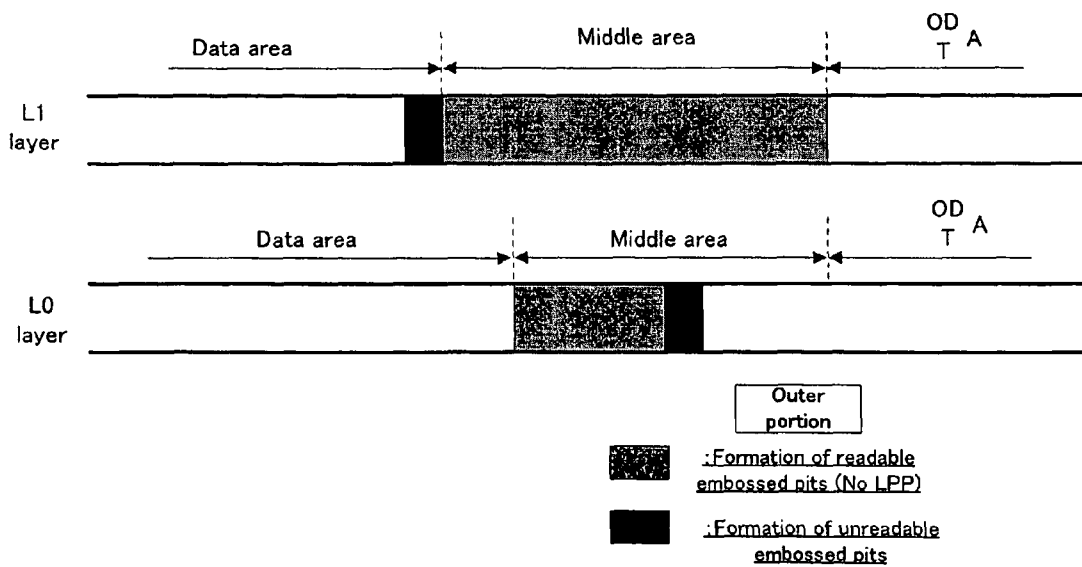 Data area
Middle area
OD
T A
L1
layer
Data area
Middle area
OD
T A
L0
layer
Outer
portion
:Formation of readable
embossed pits (No LPP)
:Formation of unreadable
embossed pits